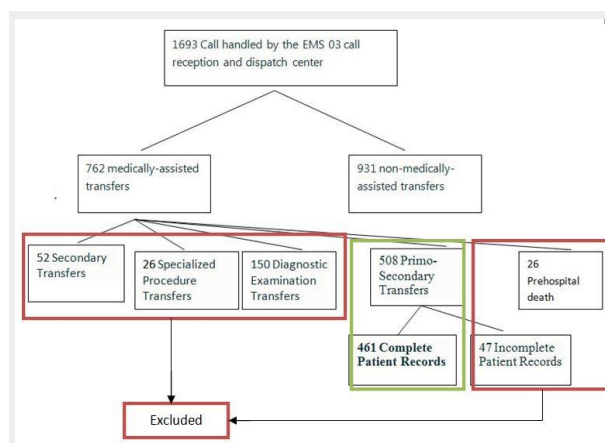 1693 Call handled by the EMS 03 call
reception and dispatch center
762 medically-assisted
transfers
931 non-medically-
assisted transfers
52 Secondary
Transfers
26 Specialized
Procedure
Transfers
150 Diagnostic
Examination
Transfers
508 Primo-
Secondary
Transfers
26
Prehospital
death
461 Complete
Patient Records
47 Incomplete
Patient Records
Excluded